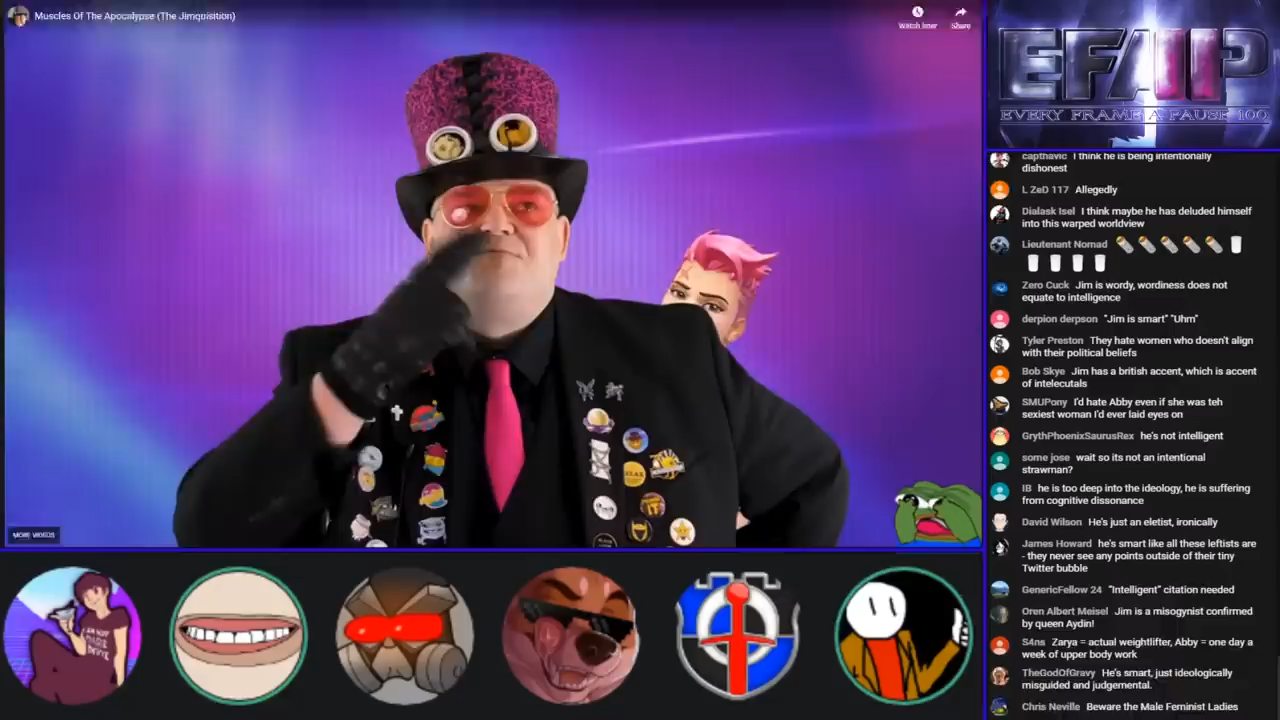 Muscles Of The Apocalypse (The Jimquisition)
Watch later
Share
MORE VIDEOS
EFAP
EVERY FRAME A PAUSE 100
capthavic I think he is being intentionally
dishonest
L ZeD 117 Allegedly
Dialask Isel I think maybe he has deluded himself
into this warped worldview
Lieutenant Nomad
Zero Cuck Jim is wordy, wordiness does not
equate to intelligence
derpion derpson "Jim is smart" "Uhm"
Tyler Preston They hate women who doesn't align
with their political beliefs
Bob Skye Jim has a british accent, which is accent
of intelecutals
SMUPony I'd hate Abby even if she was teh
sexiest woman I'd ever laid eyes on
GrythPhoenixSaurusRex he's not intelligent
some jose wait so its not an intentional
strawman?
IB he is too deep into the ideology, he is suffering
from cognitive dissonance
David Wilson He's just an eletist, ironically
James Howard he's smart like all these leftists are
- they never see any points outside of their tiny
Twitter bubble
GenericFellow 24 "Intelligent" citation needed
Oren Albert Meisel Jim is a misogynist confirmed
by queen Aydin!
S4ns Zarya = actual weightlifter, Abby = one day a
week of upper body work
TheGodOfGravy He's smart, just ideologically
misguided and judgemental.
Chris Neville Beware the Male Feminist Ladies